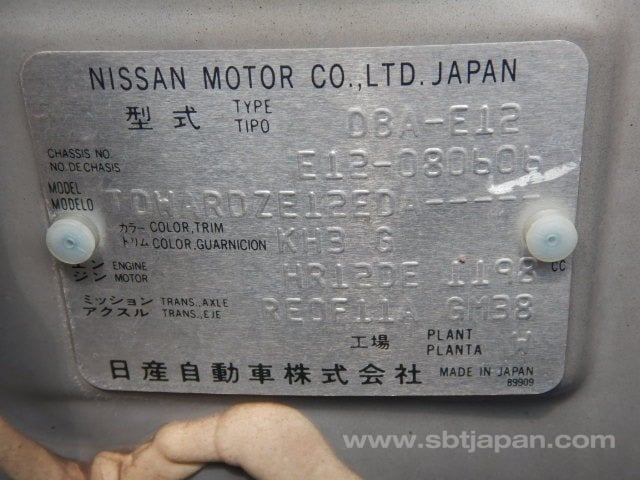 NISSAN MOTOR CO.,LTD. JAPAN
型式 TYPE TIPO DBA-E12
CHASSIS NO. NO.DE CHASIS E12-080606
MODEL MODELO TDWARDZE12EDA-----
カラー COLOR,TRIM トリム COLOR,GUARNICION KH3 G
エンジン ENGINE MOTOR HR12DE 1198 CC
ミッション TRANS.,AXLE アクスル TRANS.,EJE RE0F11A GM38
工場 PLANT PLANTA W
日産自動車株式会社 MADE IN JAPAN
89909
www.sbtjapan.com